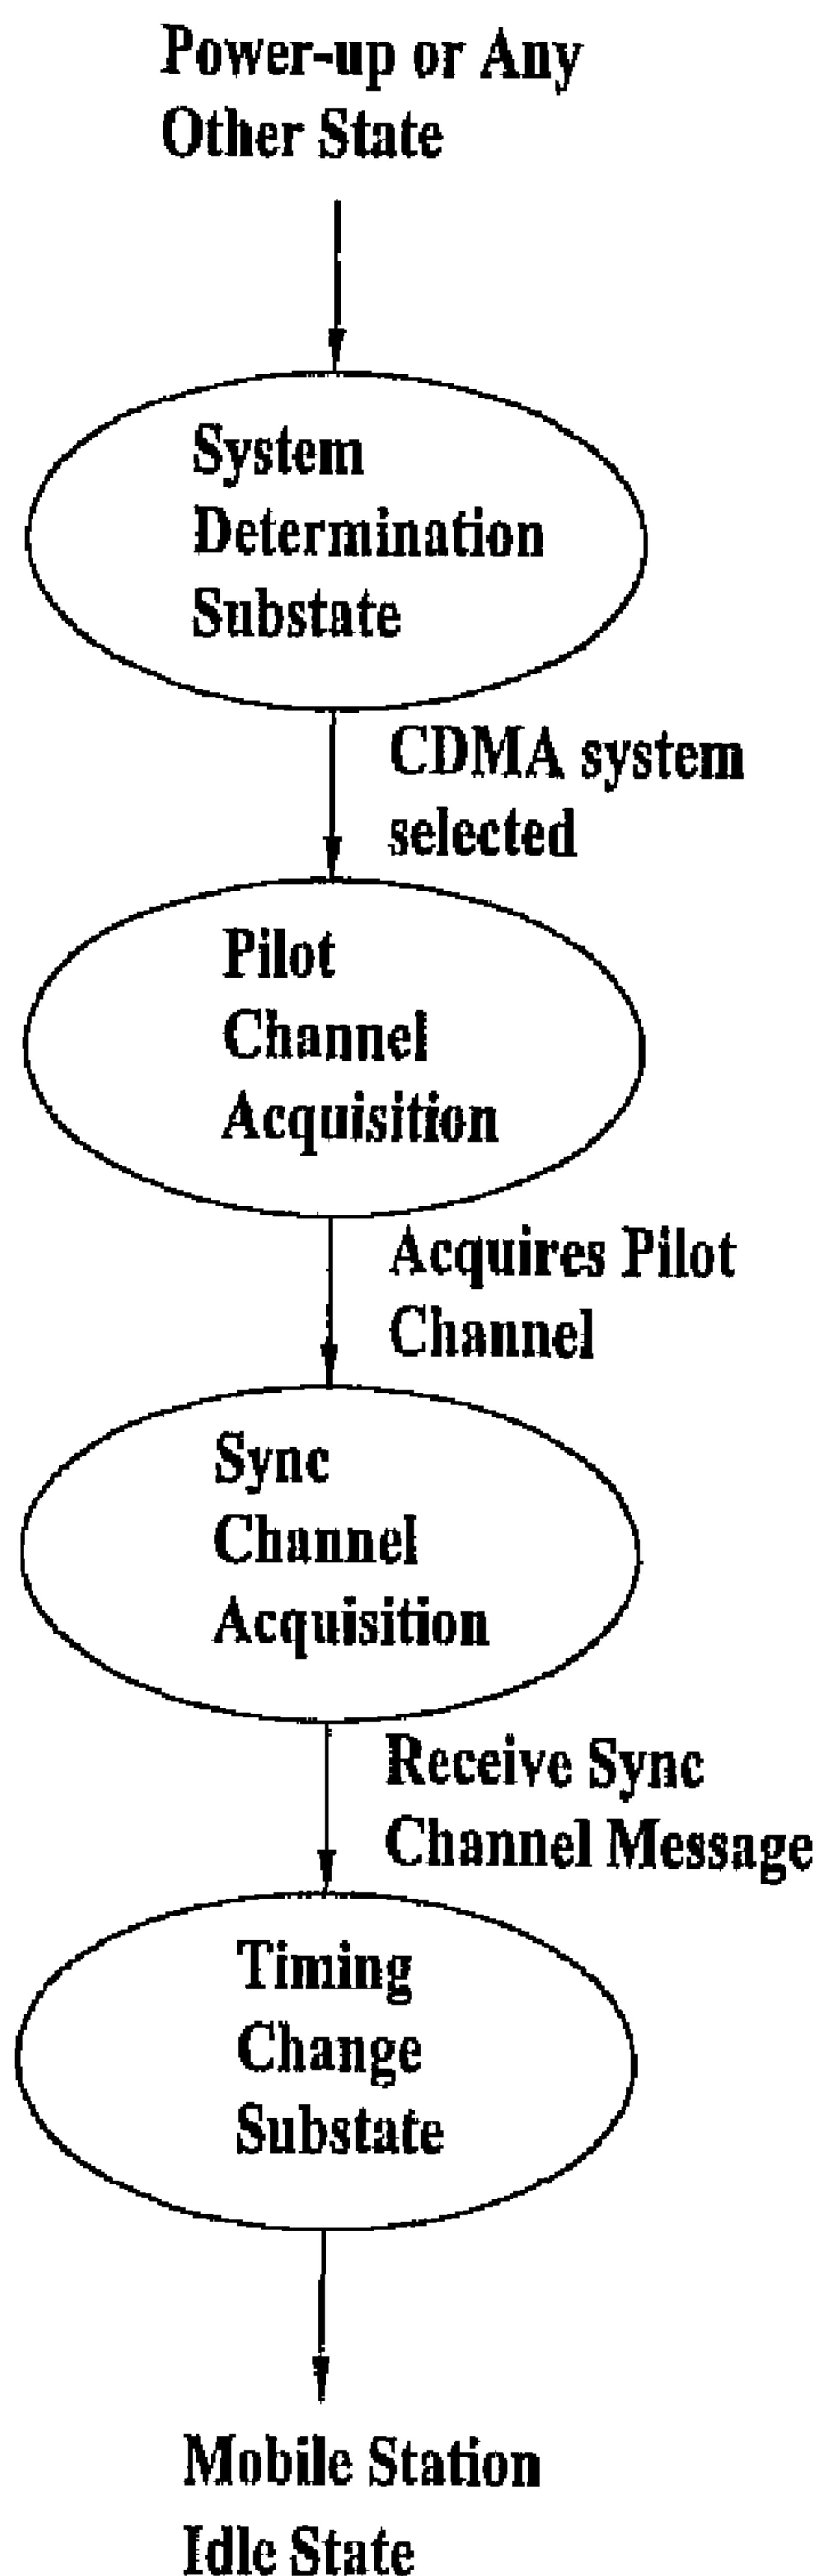 Power-up or Any
Other State
System
Determination
Substate
CDMA system
selected
Pilot
Channel
Acquisition
Acquires Pilot
Channel
Sync
Channel
Acquisition
Receive Sync
Channel Message
Timing
Change
Substate
Mobile Station
Idle State